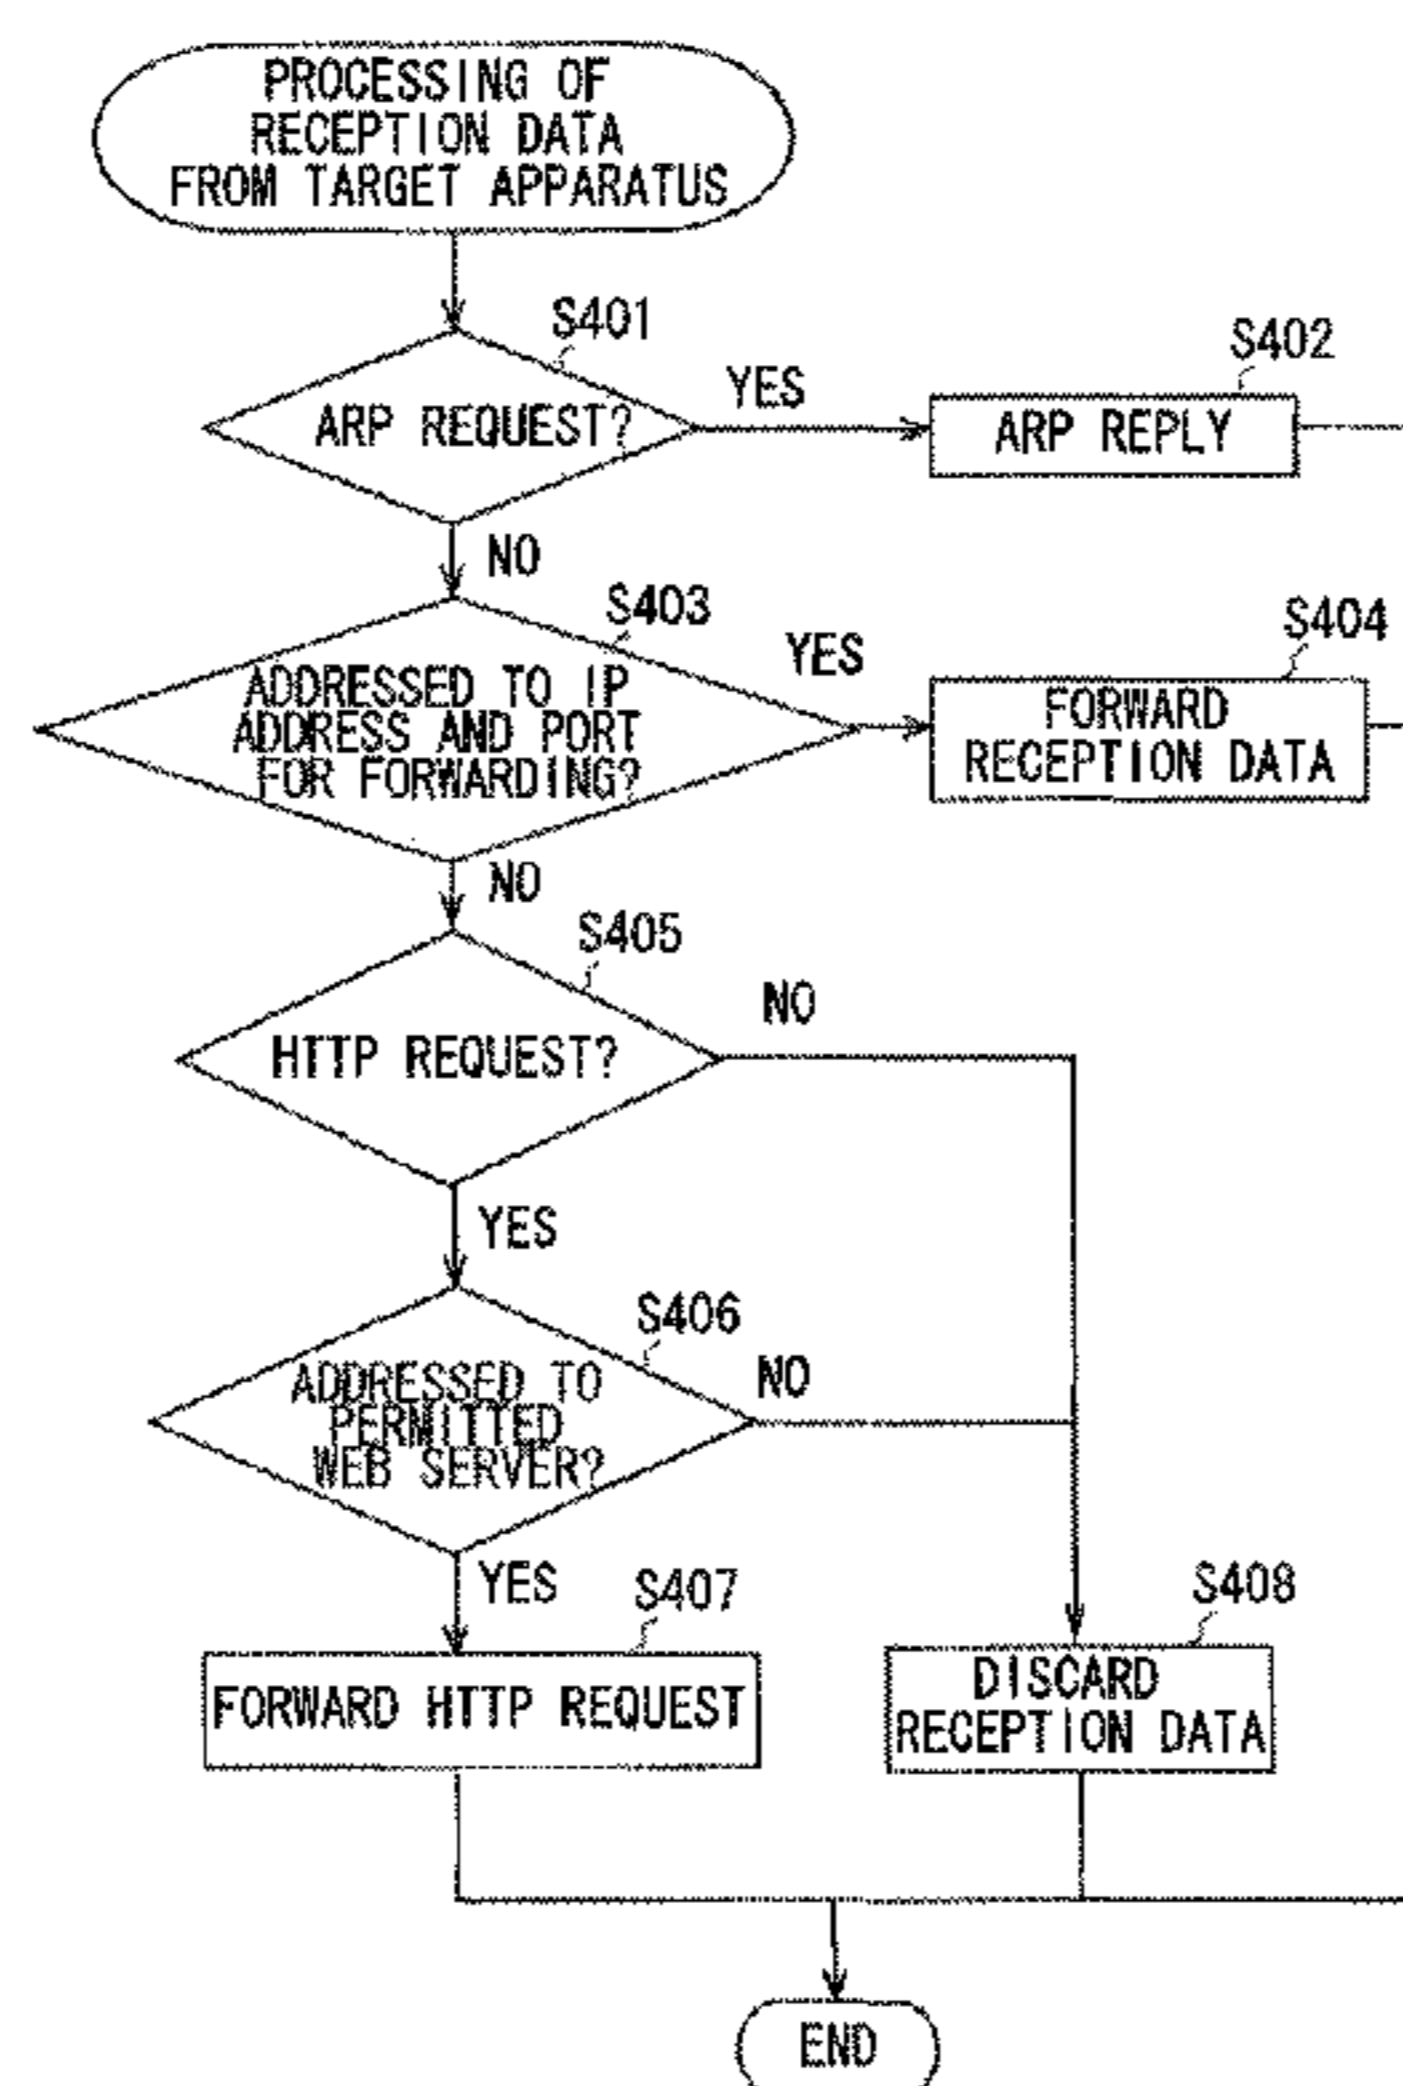 PROCESSING OF
RECEPTION DATA
FROM TARGET APPARATUS
S401
ARP REQUEST?
YES
S402
ARP REPLY
NO
S403
ADDRESSED TO IP
ADDRESS AND PORT
FOR FORWARDING?
YES
S404
FORWARD
RECEPTION DATA
NO
S405
HTTP REQUEST?
NO
YES
S406
ADDRESSED TO
PERMITTED
WEB SERVER?
NO
YES
S407
FORWARD HTTP REQUEST
S408
DISCARD
RECEPTION DATA
END